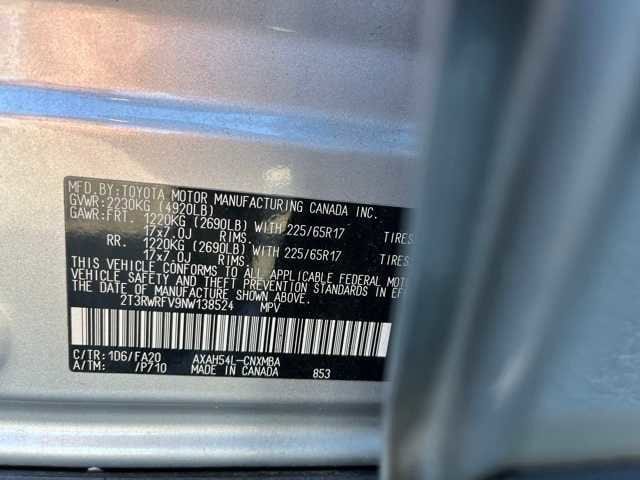 MFD.BY:TOYOTA MOTOR MANUFACTURING CANADA INC.
GVWR:2230KG (4920LB)
GAWR:FRT. 1220KG (2690LB) WITH 225/65R17 TIRES
17x7.0J RIMS.
RR. 1220KG (2690LB) WITH 225/65R17 TIRES
17x7.0J RIMS.
THIS VEHICLE CONFORMS TO ALL APPLICABLE FEDERAL MOTOR
VEHICLE SAFETY AND THEFT PREVENTION STANDARDS IN EFFE
THE DATE OF MANUFACTURE SHOWN ABOVE.
2T3RWRFV9NW138524 MPV
C/TR: 1D6/FA20 AXAH54L-CNXMBA
A/TM: /P710 MADE IN CANADA 853